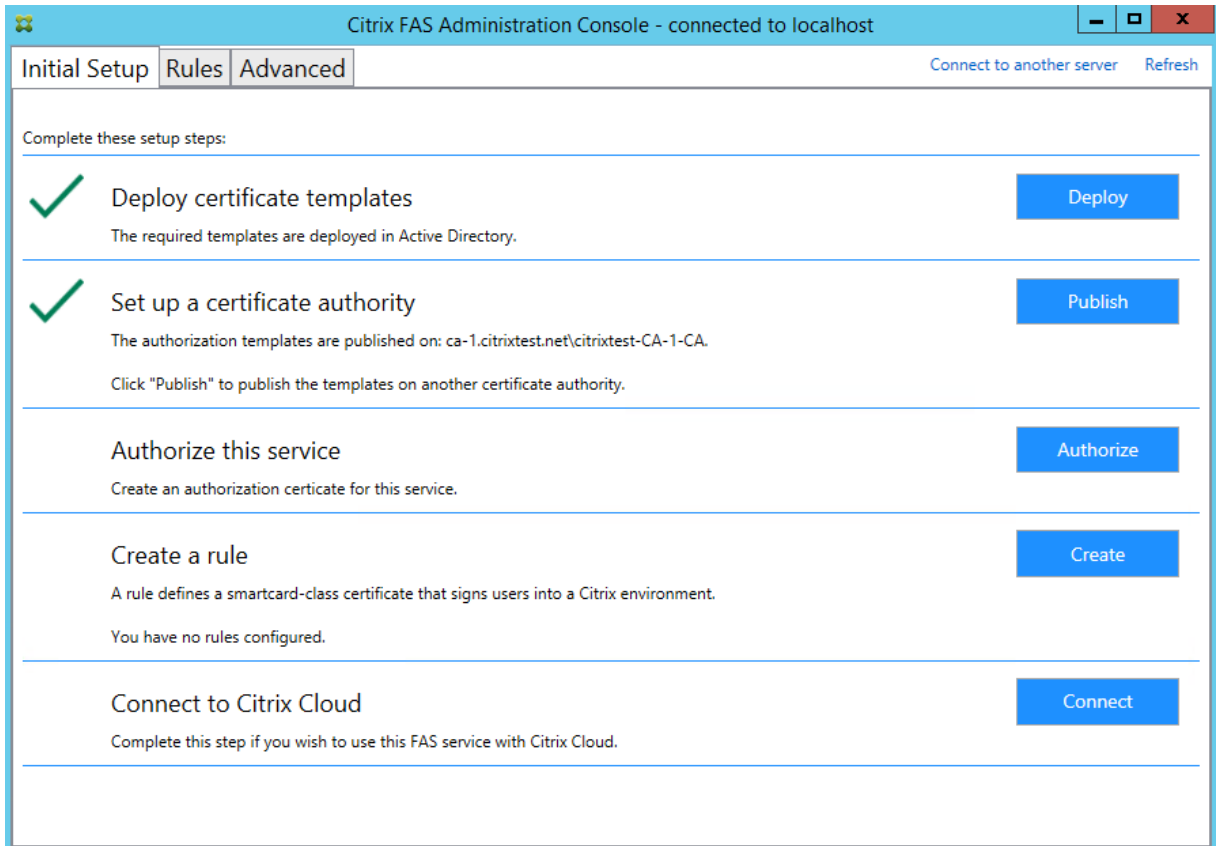 Citrix FAS Administration Console - connected to localhost
Initial Setup Rules Advanced Connect to another server Refresh
Complete these setup steps:
Deploy certificate templates
Deploy
The required templates are deployed in Active Directory.
Set up a certificate authority
Publish
The authorization templates are published on: ca-1.citrixtest.net\citrixtest-CA-1-CA.
Click "Publish" to publish the templates on another certificate authority.
Authorize this service
Authorize
Create an authorization certicate for this service.
Create a rule
Create
A rule defines a smartcard-class certificate that signs users into a Citrix environment.
You have no rules configured.
Connect to Citrix Cloud
Connect
Complete this step if you wish to use this FAS service with Citrix Cloud.